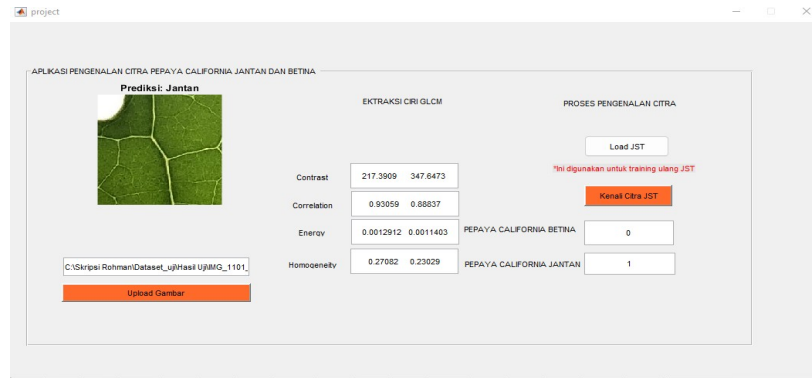 project
APLIKASI PENGENALAN CITRA PEPAYA CALIFORNIA JANTAN DAN BETINA
Prediksi: Jantan
EKTRAKSI CIRI GLCM
PROSES PENGENALAN CITRA
Load JST
*Ini digunakan untuk training ulang JST
Contrast 217.3909 347.6473
Kenali Citra JST
Correlation 0.93059 0.88837
Energy 0.0012912 0.0011403
PEPAYA CALIFORNIA BETINA 0
C:\Skripsi Rohman\Dataset_uji\Hasil Uji\IMG_1101_
Homogeneity 0.27082 0.23029
PEPAYA CALIFORNIA JANTAN 1
Upload Gambar